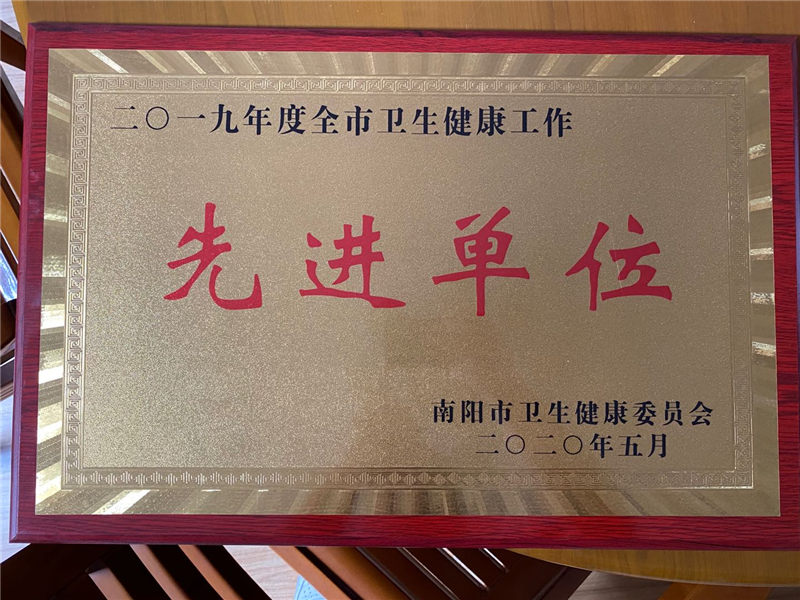 二〇一九年度全市卫生健康工作
先进单位
南阳市卫生健康委员会
二〇二〇年五月